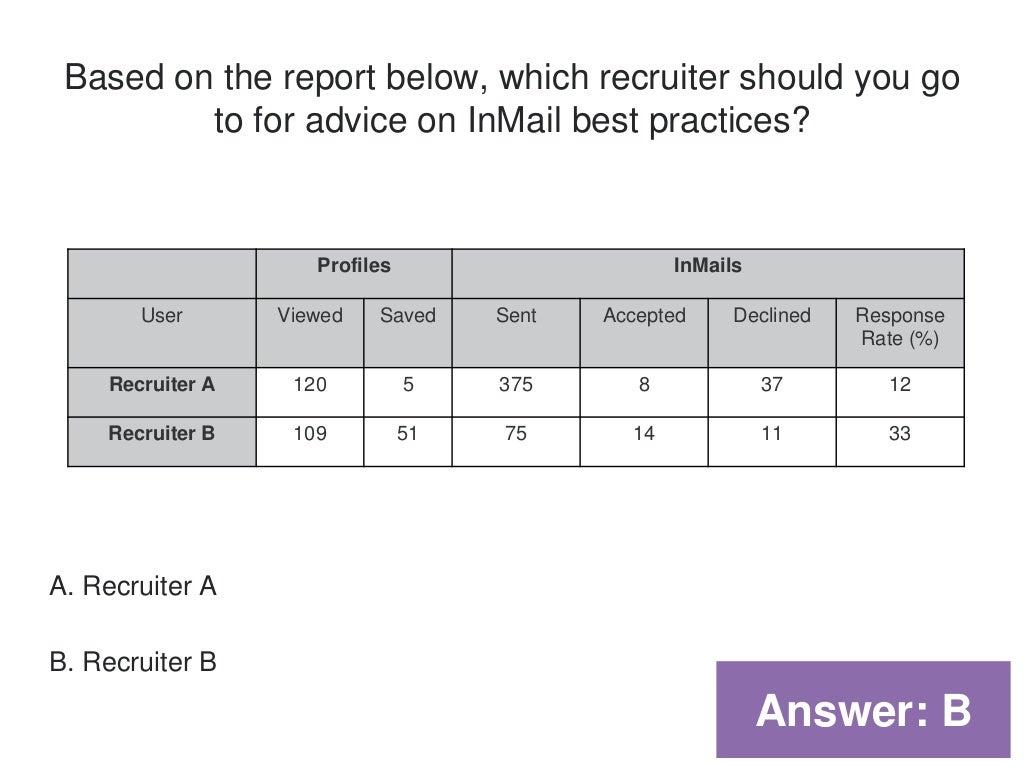 Based on the report below, which recruiter should you go
to for advice on InMail best practices?
Profiles InMails
User Viewed Saved Sent Accepted Declined Response
Rate (%)
Recruiter A 120 5 375 8 37 12
Recruiter B 109 51 75 14 11 33
A. Recruiter A
B. Recruiter B
Answer: B